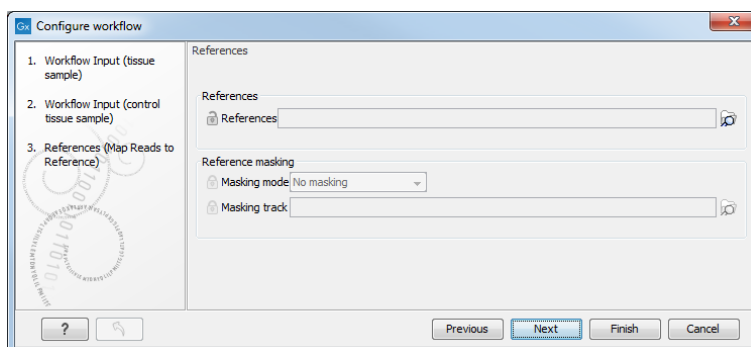 Gx Configure workflow
X
1. Workflow Input (tissue
sample)
2. Workflow Input (control
tissue sample)
3. References (Map Reads to
Reference)
References
References
References
Reference masking
Masking mode No masking
Masking track
?
Previous
Next
Finish
Cancel